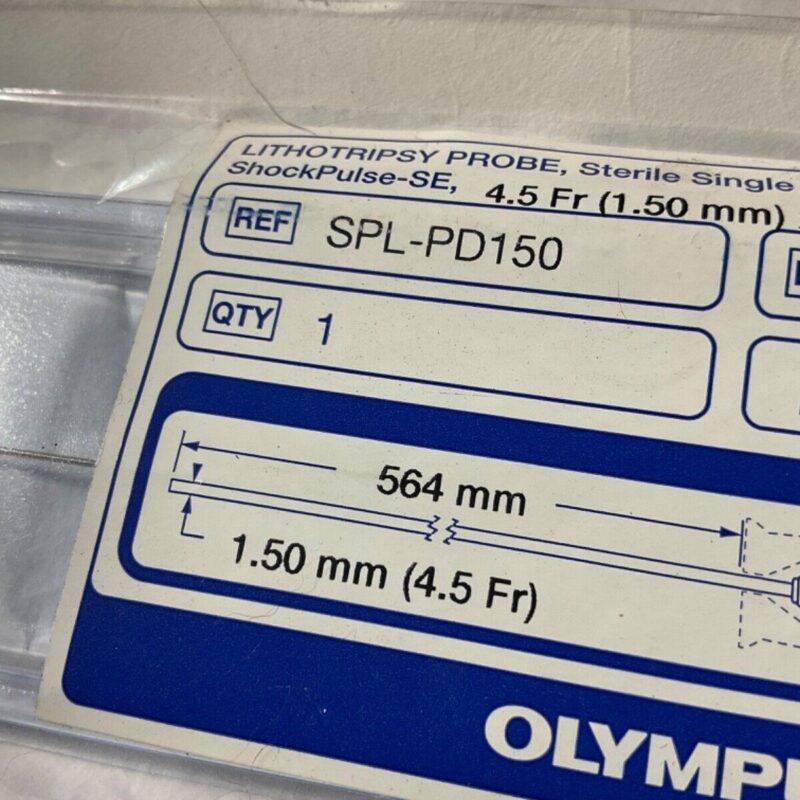 LITHOTRIPSY PROBE, Sterile Single
ShockPulse-SE, 4.5 Fr (1.50 mm)
REF SPL-PD150
QTY 1
564 mm
1.50 mm (4.5 Fr)
OLYMP